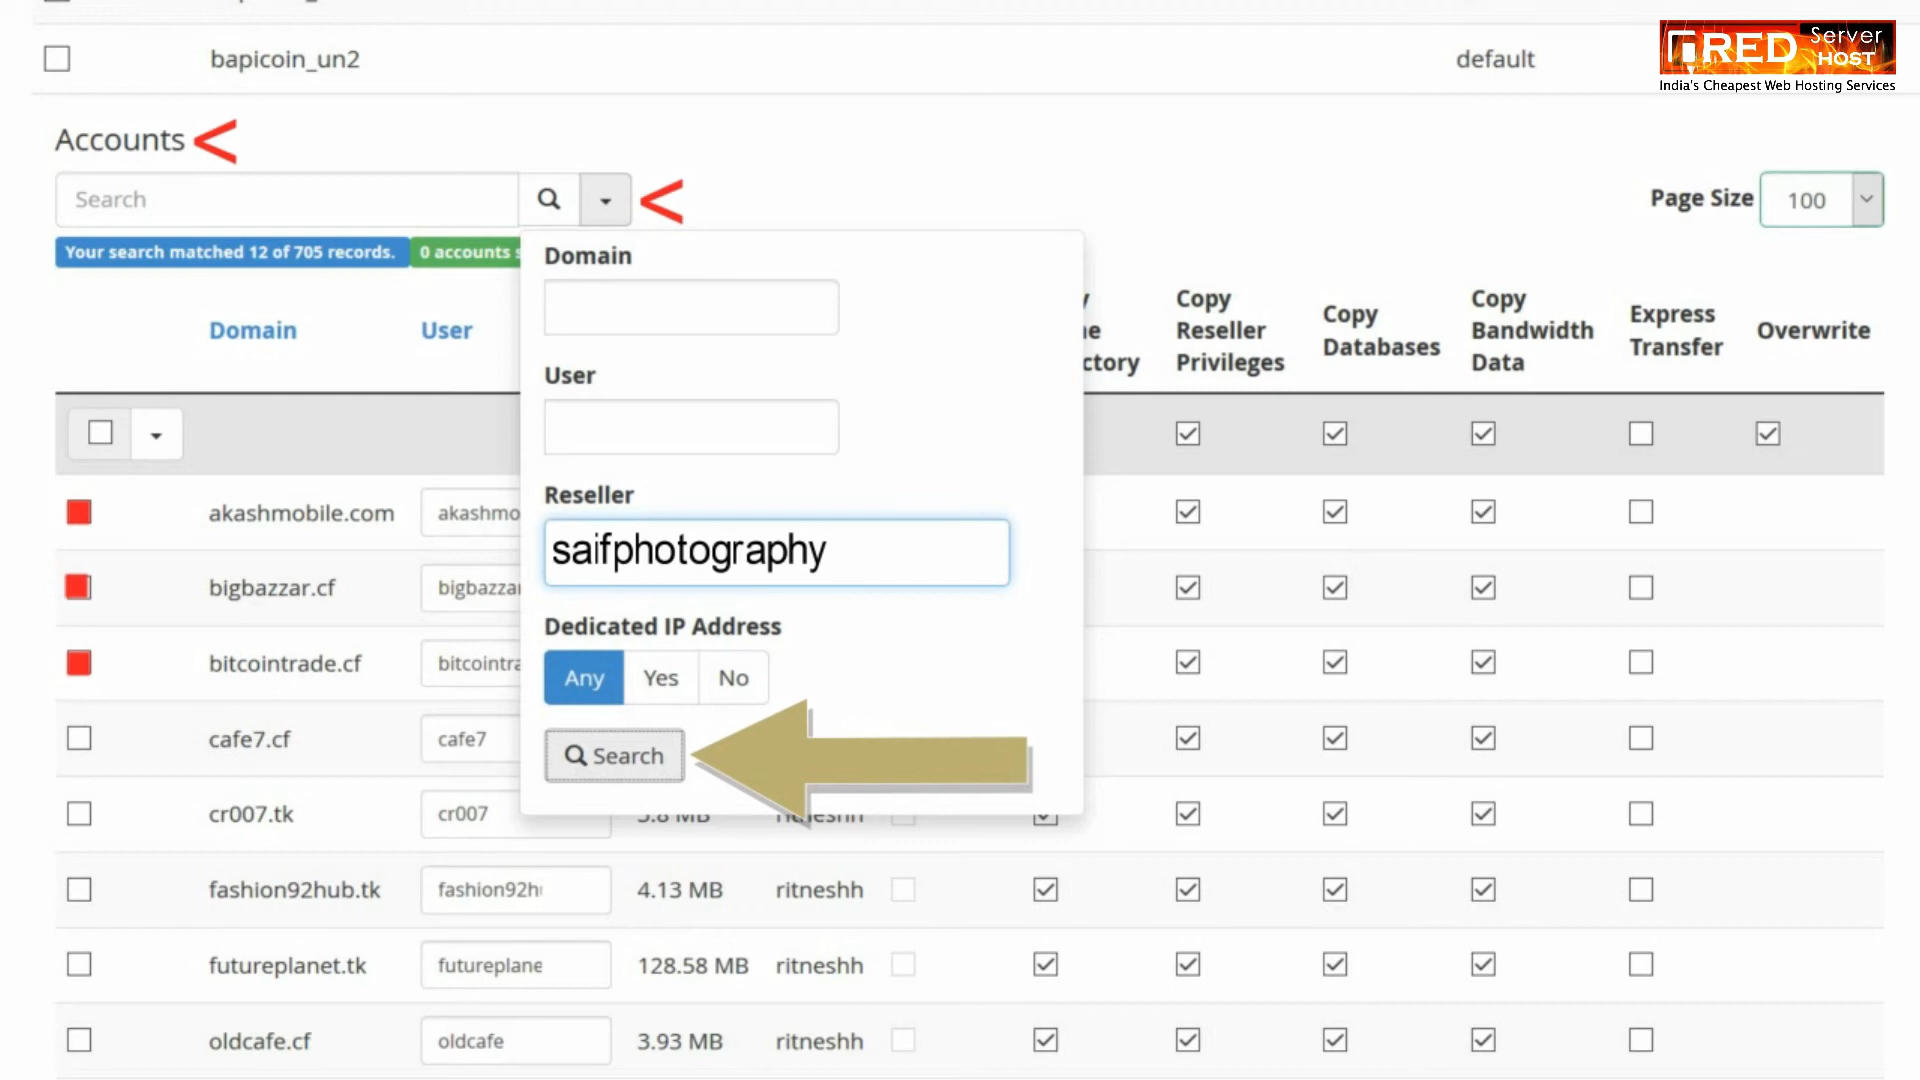 bapicoin_un2 default
RED Server HOST
India's Cheapest Web Hosting Services
Accounts <
Search <
Page Size 100
Your search matched 12 of 705 records. 0 accounts
Domain
User
Reseller
saifphotography
Dedicated IP Address
Any Yes No
Search
Domain User
Copy Reseller Privileges
Copy Databases
Copy Bandwidth Data
Express Transfer
Overwrite
ctory
akashmobile.com akashmo
bigbazzar.cf bigbazza
bitcointrade.cf bitcointra
cafe7.cf cafe7
cr007.tk cr007
fashion92hub.tk fashion92h 4.13 MB ritneshh
futureplanet.tk futureplane 128.58 MB ritneshh
oldcafe.cf oldcafe 3.93 MB ritneshh